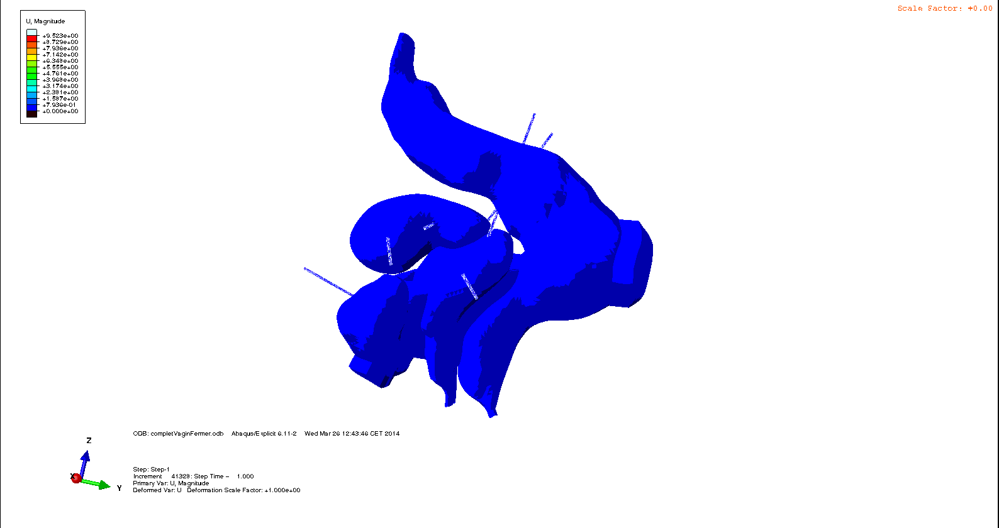 Scale Factor: +0.00
U, Magnitude
+9.523e+00
+8.729e+00
+7.936e+00
+7.142e+00
+6.348e+00
+5.555e+00
+4.761e+00
+3.968e+00
+3.174e+00
+2.381e+00
+1.587e+00
+7.936e-01
+0.000e+00
ODB: completVaginFermer.odb Abaqus/Explicit 6.11-2 Wed Mar 26 12:43:46 CET 2014
Z
X
Y
Step: Step-1
Increment 41328: Step Time = 1.000
Primary Var: U, Magnitude
Deformed Var: U Deformation Scale Factor: +1.000e+00